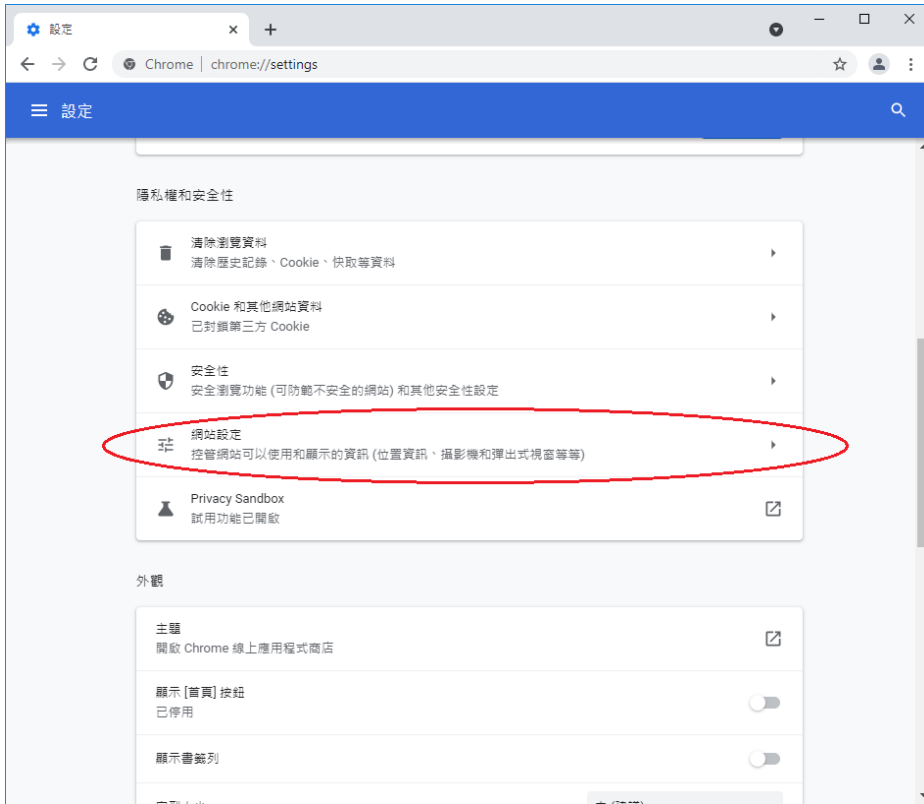 設定
Chrome | chrome://settings
設定
隱私權和安全性
清除瀏覽資料
清除歷史記錄、Cookie、快取等資料
Cookie 和其他網站資料
已封鎖第三方 Cookie
安全性
安全瀏覽功能 (可防範不安全的網站) 和其他安全性設定
網站設定
控管網站可以使用和顯示的資訊 (位置資訊、攝影機和彈出式視窗等等)
Privacy Sandbox
試用功能已開啟
外觀
主題
開啟 Chrome 線上應用程式商店
顯示 [首頁] 按鈕
已停用
顯示書籤列